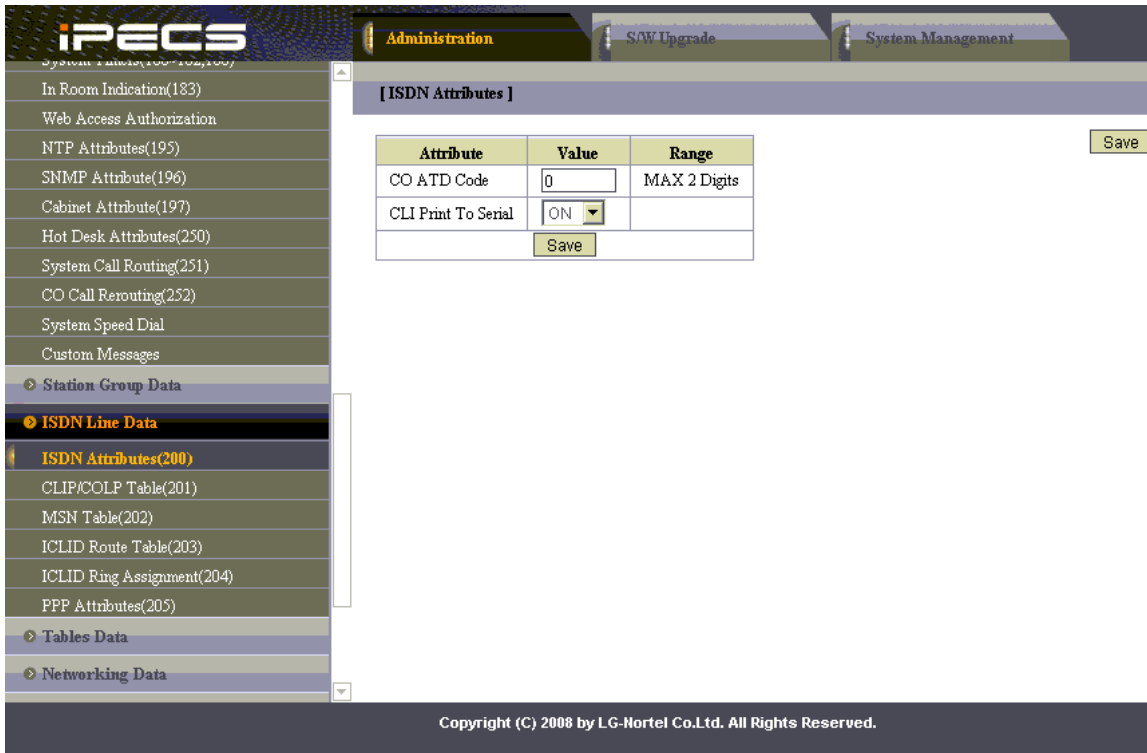 iPECS
Administration
S/W Upgrade
System Management
In Room Indication(183)
Web Access Authorization
NTP Attributes(195)
SNMP Attribute(196)
Cabinet Attribute(197)
Hot Desk Attributes(250)
System Call Routing(251)
CO Call Rerouting(252)
System Speed Dial
Custom Messages
Station Group Data
ISDN Line Data
ISDN Attributes(200)
CLIP/COLP Table(201)
MSN Table(202)
ICLID Route Table(203)
ICLID Ring Assignment(204)
PPP Attributes(205)
Tables Data
Networking Data
[ ISDN Attributes ]
Save
Attribute Value Range
CO ATD Code 0 MAX 2 Digits
CLI Print To Serial ON
Save
Copyright (C) 2008 by LG-Nortel Co.Ltd. All Rights Reserved.